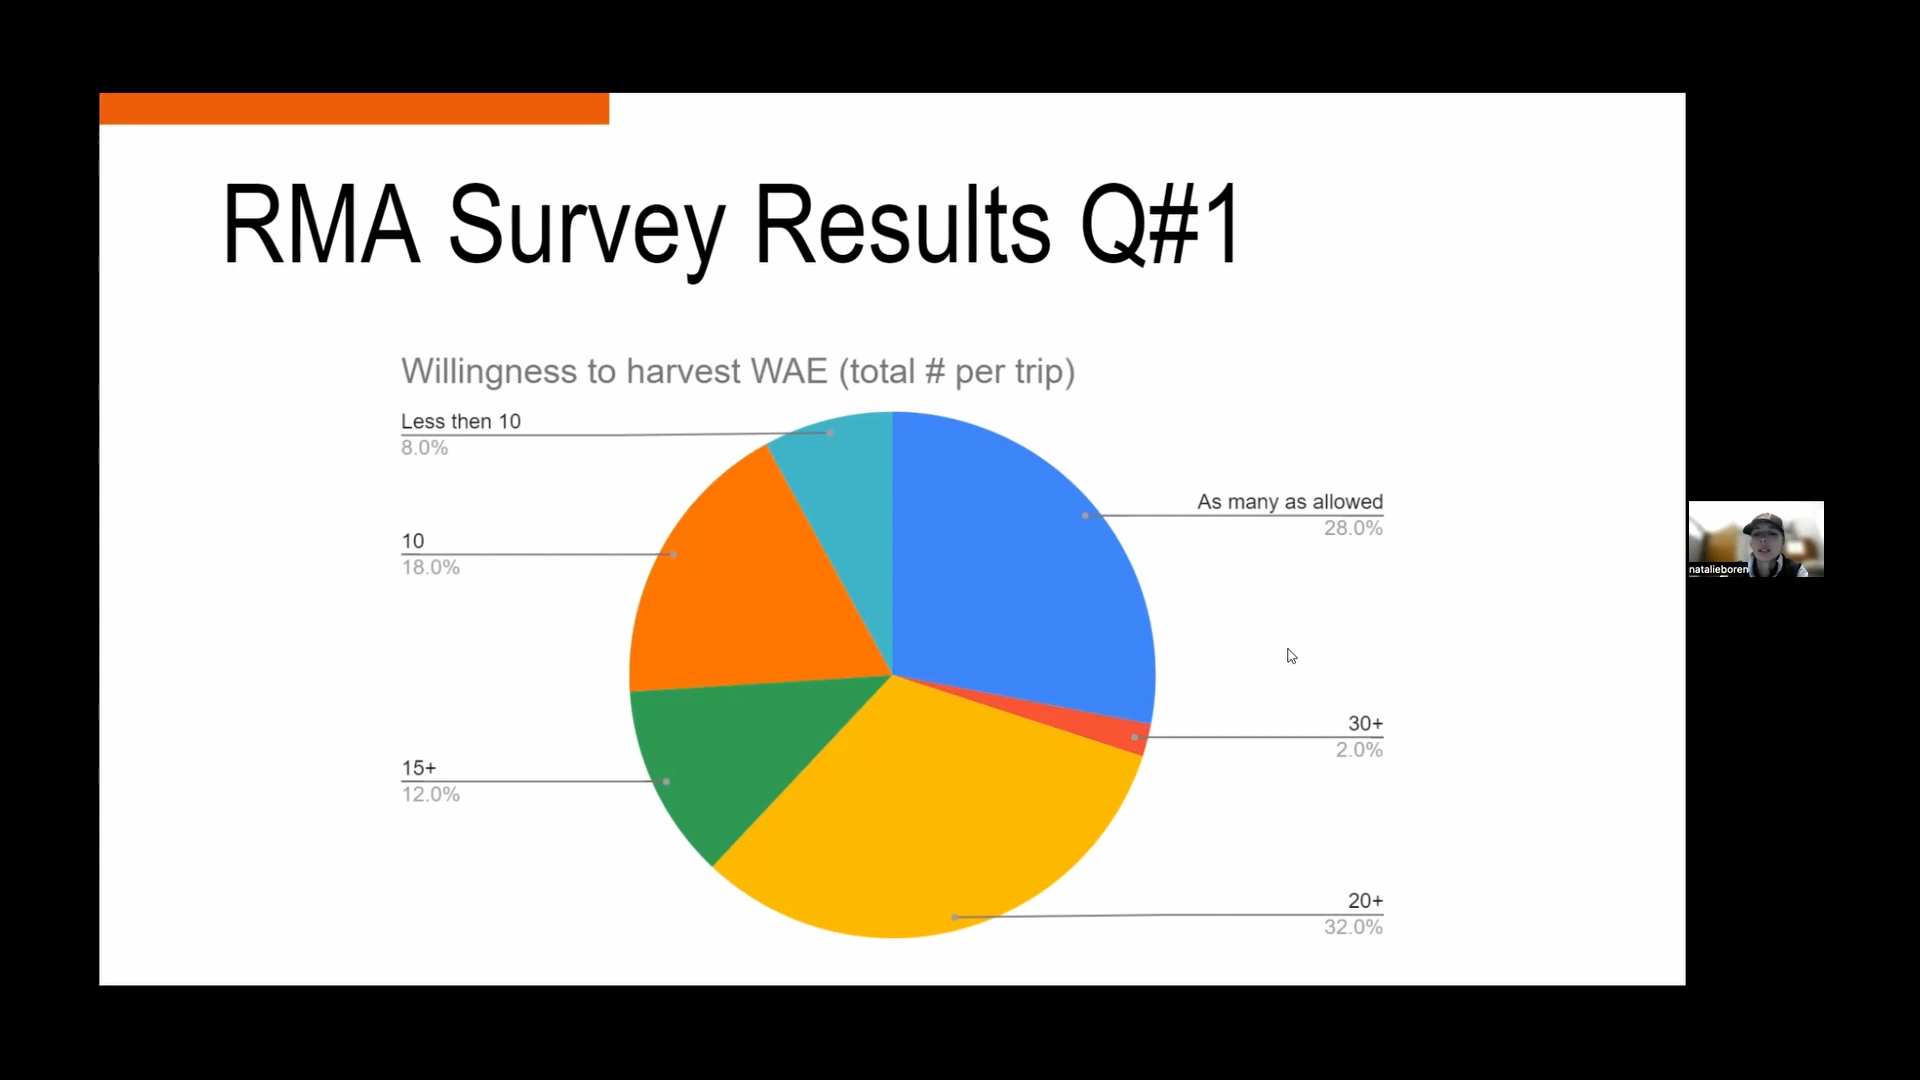 RMA Survey Results Q#1
Willingness to harvest WAE (total # per trip)
Less then 10
8.0%
As many as allowed
28.0%
10
18.0%
30+
2.0%
15+
12.0%
20+
32.0%
natalieboren